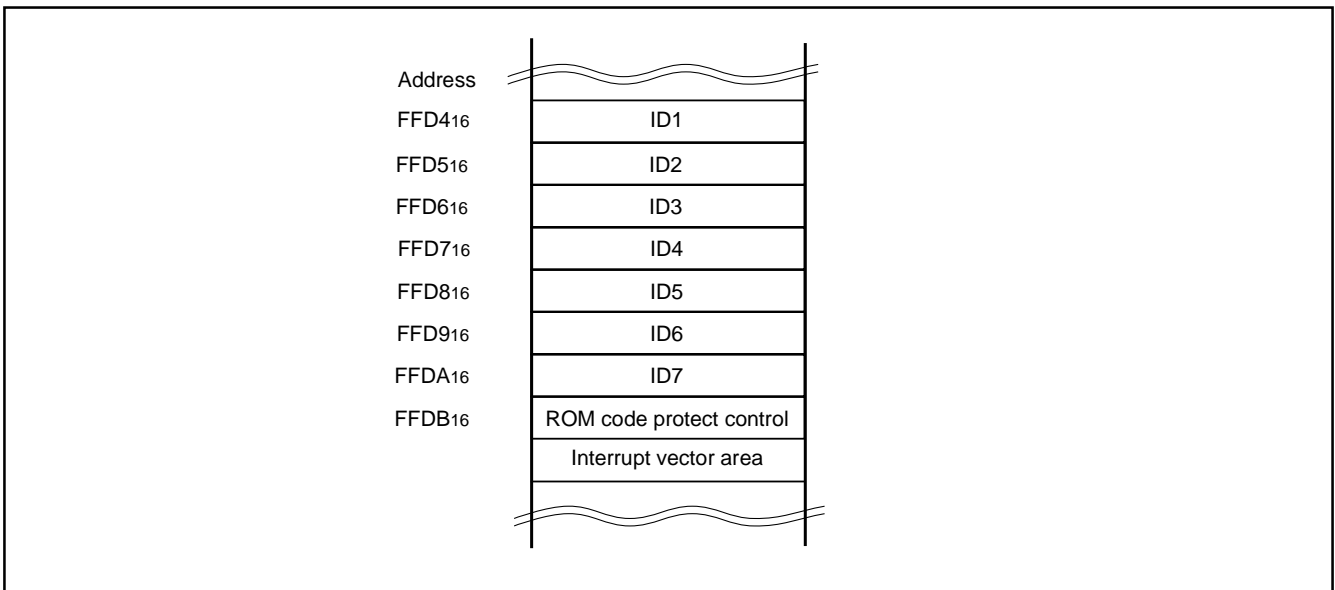 Address
FFD416 ID1
FFD516 ID2
FFD616 ID3
FFD716 ID4
FFD816 ID5
FFD916 ID6
FFDA16 ID7
FFDB16 ROM code protect control
Interrupt vector area